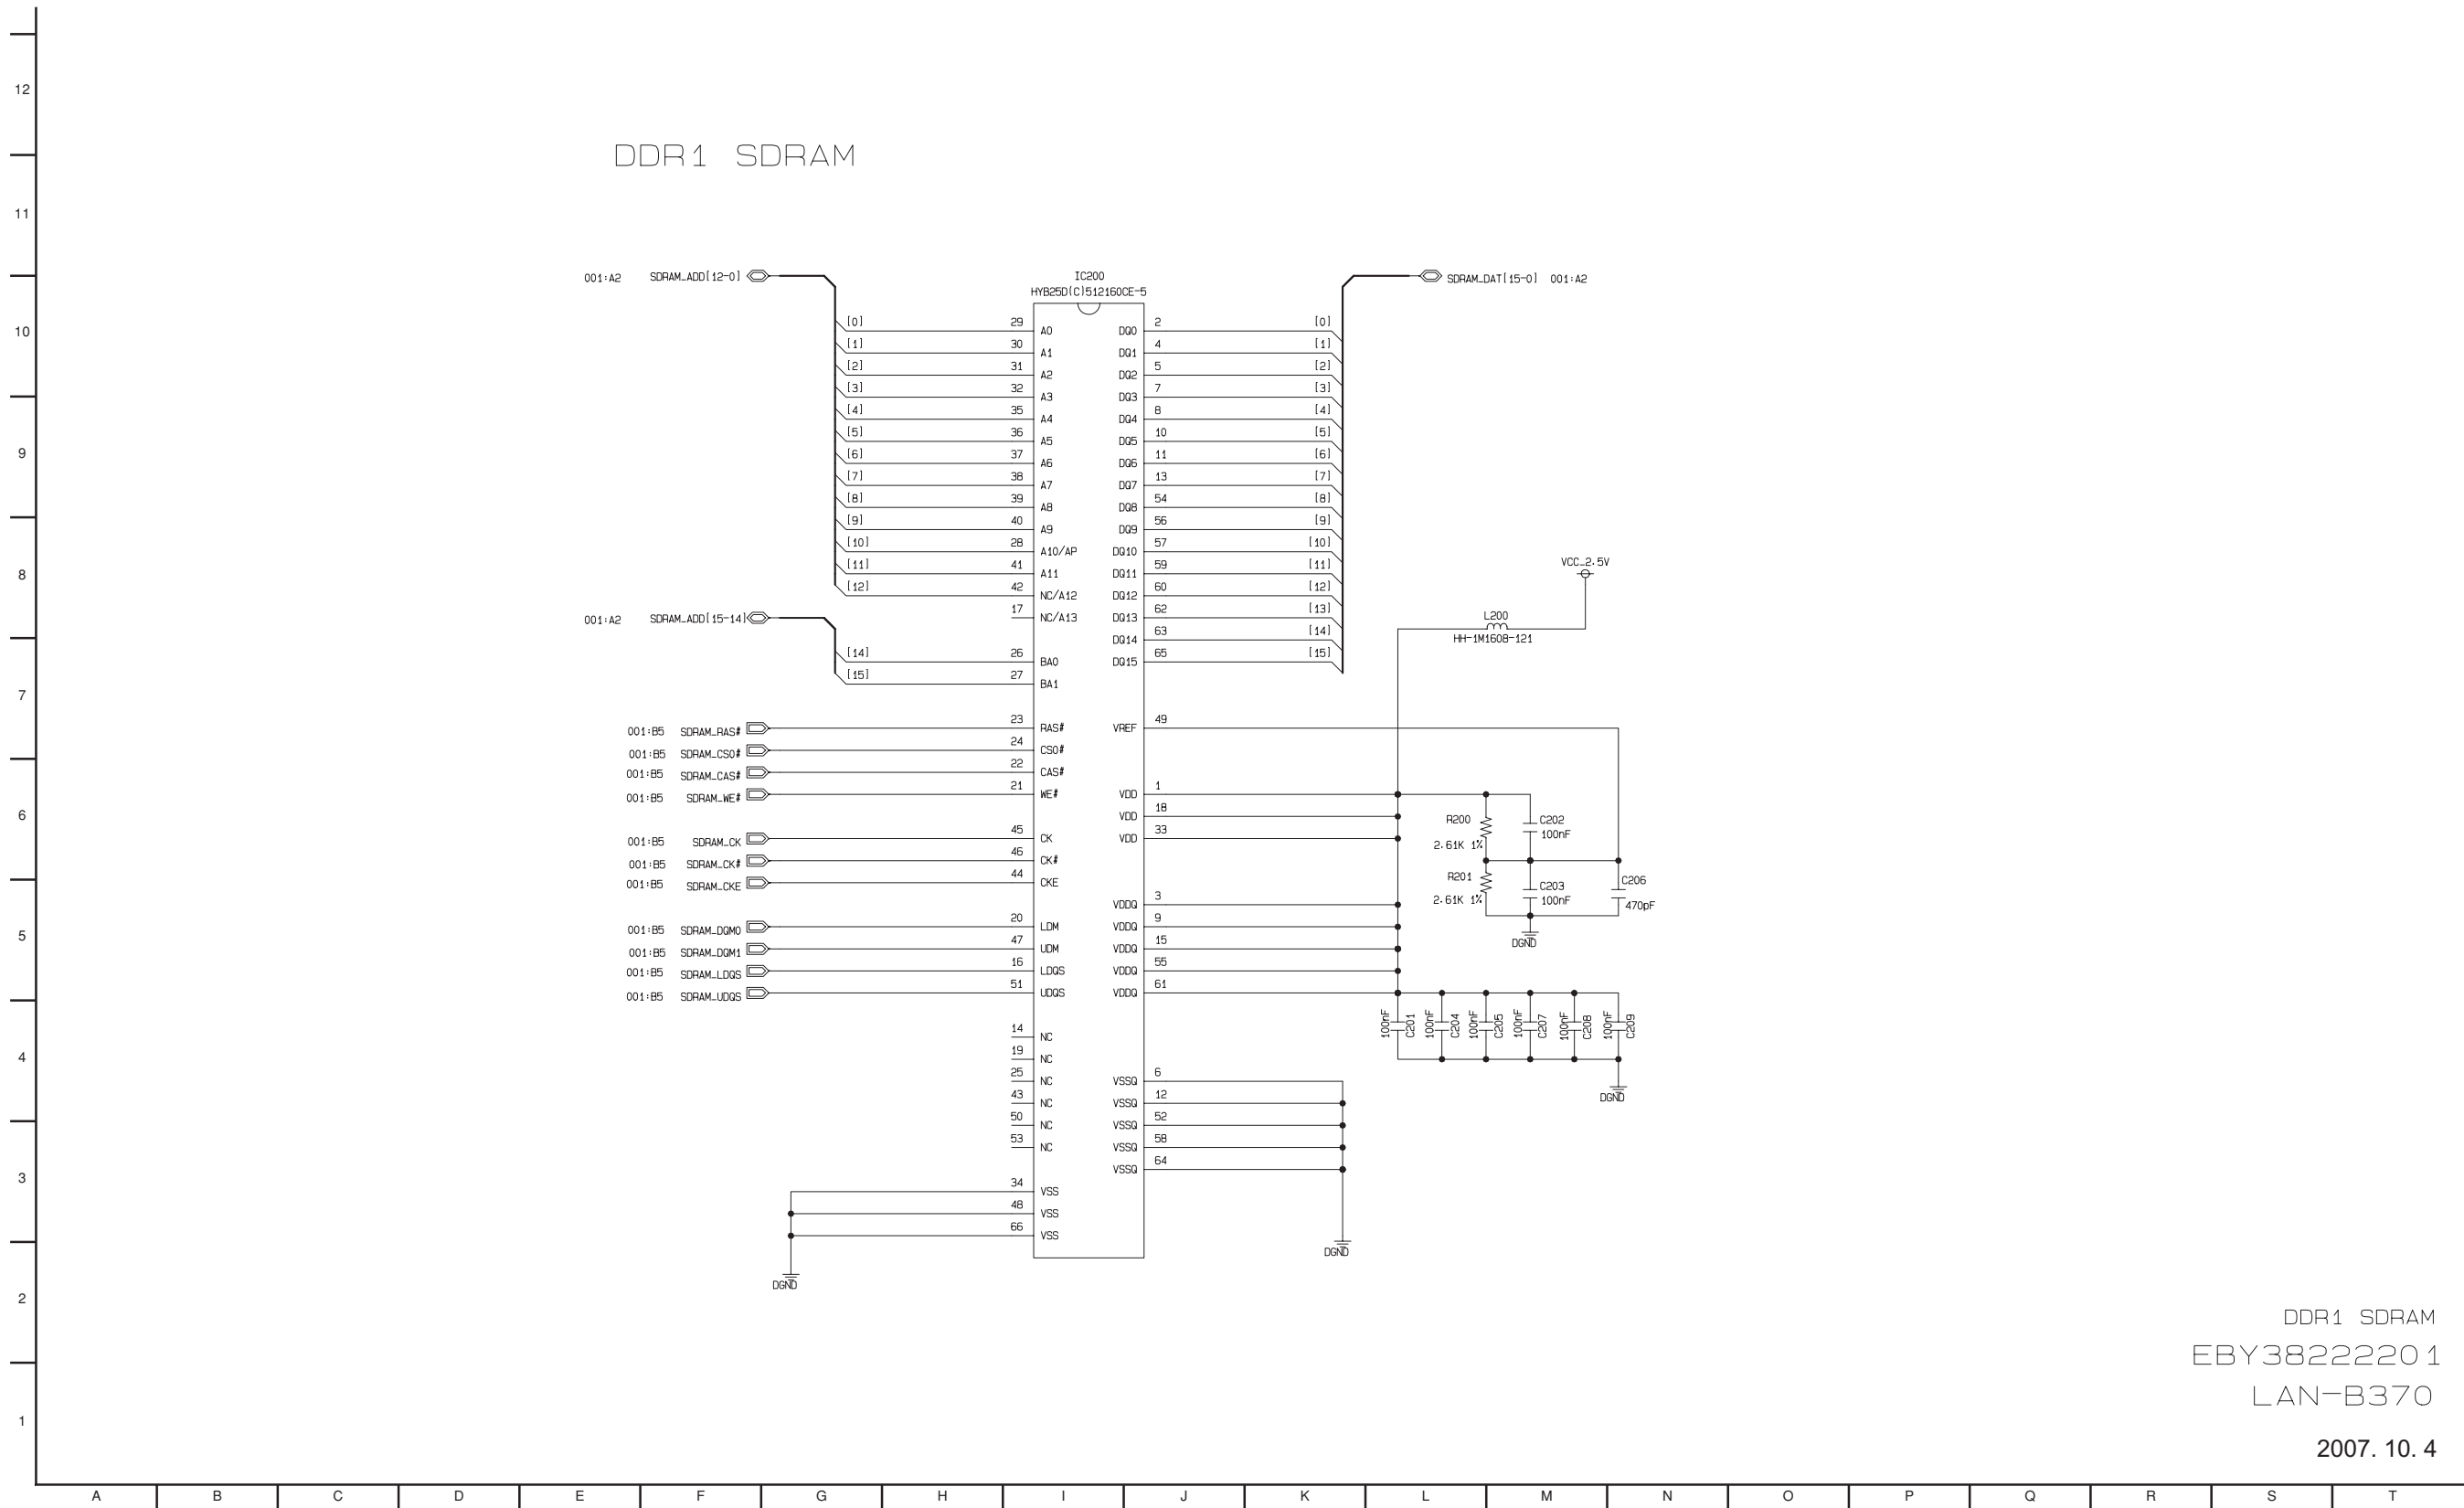 12
DDR1 SDRAM
11
001:A2 SDRAM_ADD[12-0]
IC200
HYB25D(C)512160CE-5
SDRAM_DAT[15-0] 001:A2
10
[0] 29 A0 DQ0 2 [0]
[1] 30 A1 DQ1 4 [1]
[2] 31 A2 DQ2 5 [2]
[3] 32 A3 DQ3 7 [3]
[4] 35 A4 DQ4 8 [4]
[5] 36 A5 DQ5 10 [5]
9
[6] 37 A6 DQ6 11 [6]
[7] 38 A7 DQ7 13 [7]
[8] 39 A8 DQ8 54 [8]
[9] 40 A9 DQ9 56 [9]
[10] 28 A10/AP DQ10 57 [10]
[11] 41 A11 DQ11 59 [11]
8
VCC_2.5V
[12] 42 NC/A12 DQ12 60 [12]
17 NC/A13 DQ13 62 [13]
001:A2 SDRAM_ADD[15-14]
L200
HH-1M1608-121
DQ14 63 [14]
[14] 26 BA0 DQ15 65 [15]
[15] 27 BA1
7
001:B5 SDRAM_RAS# 23 RAS# VREF 49
001:B5 SDRAM_CS0# 24 CS0#
001:B5 SDRAM_CAS# 22 CAS#
001:B5 SDRAM_WE# 21 WE# VDD 1
6
VDD 18
R200
2.61K 1%
C202
100nF
001:B5 SDRAM_CK 45 CK VDD 33
001:B5 SDRAM_CK# 46 CK#
001:B5 SDRAM_CKE 44 CKE
R201
2.61K 1%
C203
100nF
C206
470pF
VDDQ 3
001:B5 SDRAM_DQM0 20 LDM VDDQ 9
5
DGND
001:B5 SDRAM_DQM1 47 UDM VDDQ 15
001:B5 SDRAM_LDQS 16 LDQS VDDQ 55
001:B5 SDRAM_UDQS 51 UDQS VDDQ 61
100nF C201
100nF C204
100nF C205
100nF C207
100nF C208
100nF C209
14 NC
4
19 NC
25 NC VSSQ 6
43 NC VSSQ 12
DGND
50 NC VSSQ 52
53 NC VSSQ 58
VSSQ 64
3
34 VSS
48 VSS
66 VSS
DGND
DGND
2
DDR1 SDRAM
EBY38222201
LAN-B370
1
2007. 10. 4
A B C D E F G H I J K L M N O P Q R S T